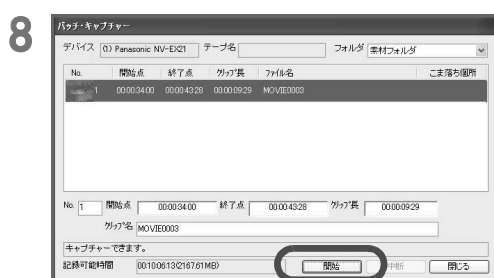 8
バッチ・キャプチャー
デバイス (1) Panasonic NV-EX21 テープ名 フォルダ 素材フォルダ
No. 開始点 終了点 クリップ長 ファイル名 こま落ち箇所
1 00:00:34:00 00:00:43:28 00:00:09:29 MOVIE0003
No. 1 開始点 00:00:34:00 終了点 00:00:43:28 クリップ長 00:00:09:29
クリップ名 MOVIE0003
キャプチャーできます。
記録可能時間 00:10:06:13(2167.61MB) 開始 中断 閉じる